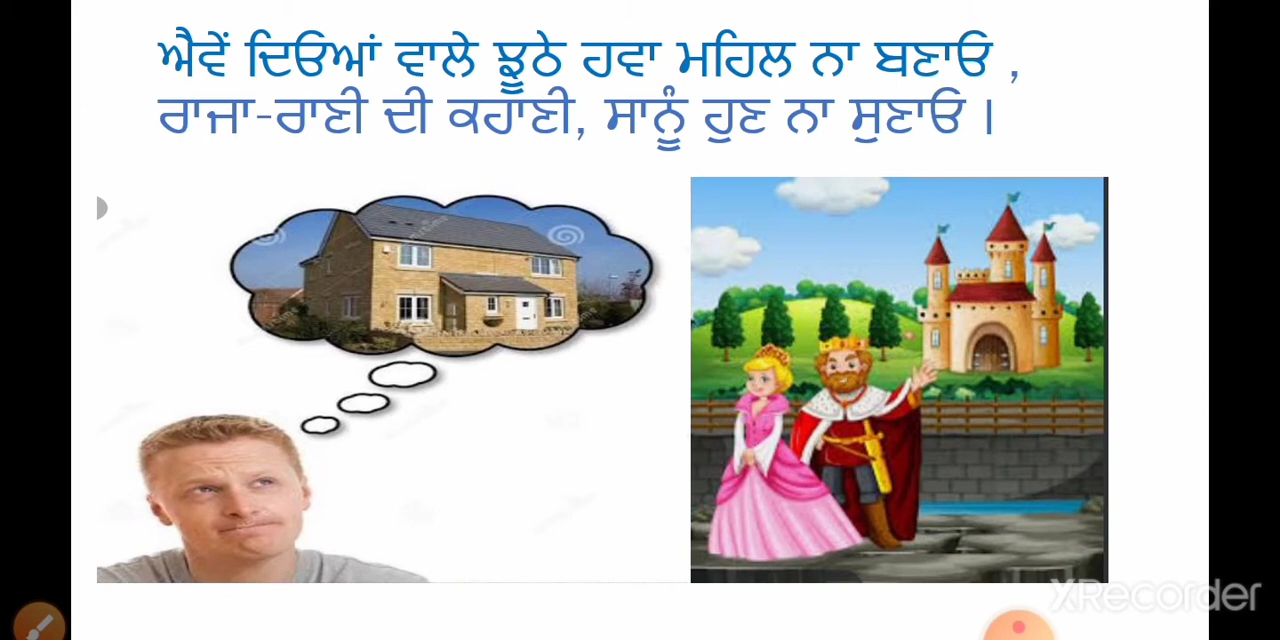 ਐਵੇਂ ਦਿਓਆਂ ਵਾਲੇ ਝੂਠੇ ਹਵਾ ਮਹਿਲ ਨਾ ਬਣਾਓ ,
ਰਾਜਾ-ਰਾਣੀ ਦੀ ਕਹਾਣੀ, ਸਾਨੂੰ ਹੁਣ ਨਾ ਸੁਣਾਓ ।
XRecorder